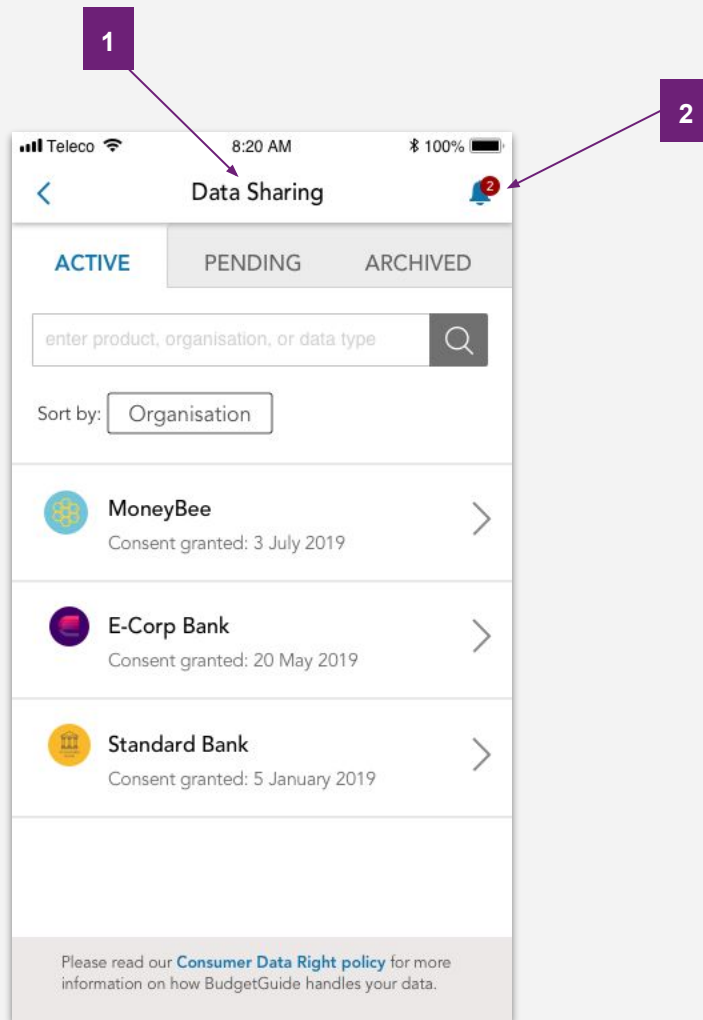 1
2
Teleco 8:20 AM 100%
Data Sharing 2
ACTIVE PENDING ARCHIVED
enter product, organisation, or data type
Sort by: Organisation
MoneyBee
Consent granted: 3 July 2019
E-Corp Bank
Consent granted: 20 May 2019
Standard Bank
Consent granted: 5 January 2019
Please read our Consumer Data Right policy for more
information on how BudgetGuide handles your data.